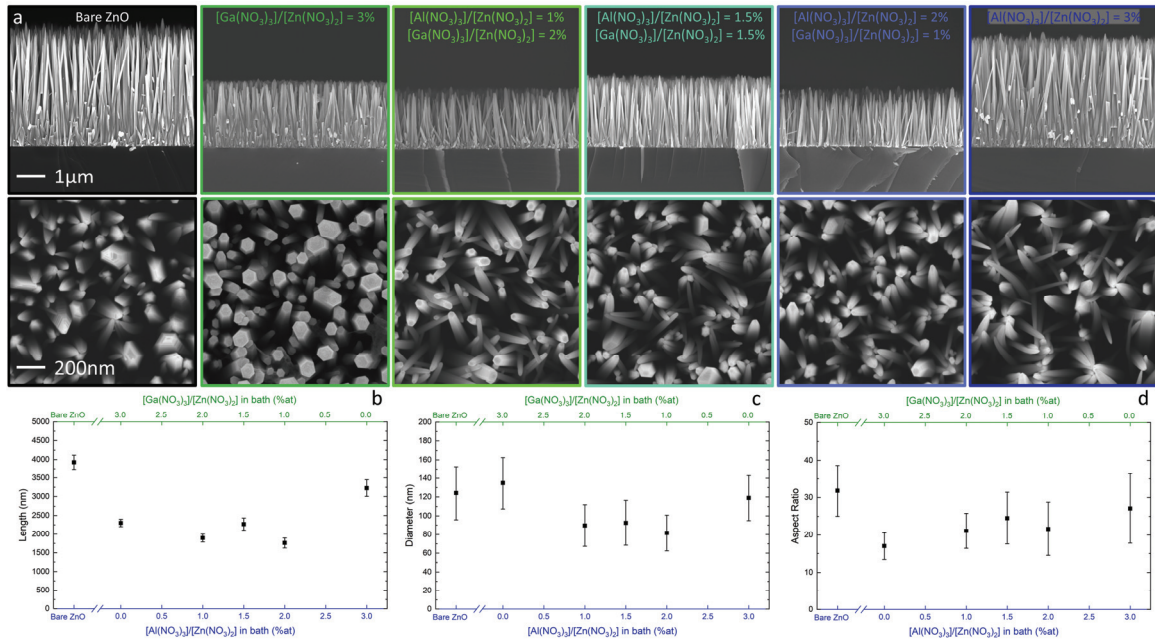 a
Bare ZnO
[Ga(NO₃)₃]/[Zn(NO₃)₂] = 3%
[Al(NO₃)₃]/[Zn(NO₃)₂] = 1%
[Ga(NO₃)₃]/[Zn(NO₃)₂] = 2%
[Al(NO₃)₃]/[Zn(NO₃)₂] = 1.5%
[Ga(NO₃)₃]/[Zn(NO₃)₂] = 1.5%
[Al(NO₃)₃]/[Zn(NO₃)₂] = 2%
[Ga(NO₃)₃]/[Zn(NO₃)₂] = 1%
[Al(NO₃)₃]/[Zn(NO₃)₂] = 3%
1µm
200nm
b
[Ga(NO₃)₃]/[Zn(NO₃)₂] in bath (%at)
Bare ZnO 3.0 2.5 2.0 1.5 1.0 0.5 0.0
5000
4500
4000
3500
3000
2500
2000
1500
1000
500
0
Length (nm)
Bare ZnO 0.0 0.5 1.0 1.5 2.0 2.5 3.0
[Al(NO₃)₃]/[Zn(NO₃)₂] in bath (%at)
c
[Ga(NO₃)₃]/[Zn(NO₃)₂] in bath (%at)
Bare ZnO 3.0 2.5 2.0 1.5 1.0 0.5 0.0
200
180
160
140
120
100
80
60
40
20
0
Diameter (nm)
Bare ZnO 0.0 0.5 1.0 1.5 2.0 2.5 3.0
[Al(NO₃)₃]/[Zn(NO₃)₂] in bath (%at)
d
[Ga(NO₃)₃]/[Zn(NO₃)₂] in bath (%at)
Bare ZnO 3.0 2.5 2.0 1.5 1.0 0.5 0.0
50
40
30
20
10
0
Aspect Ratio
Bare ZnO 0.0 0.5 1.0 1.5 2.0 2.5 3.0
[Al(NO₃)₃]/[Zn(NO₃)₂] in bath (%at)